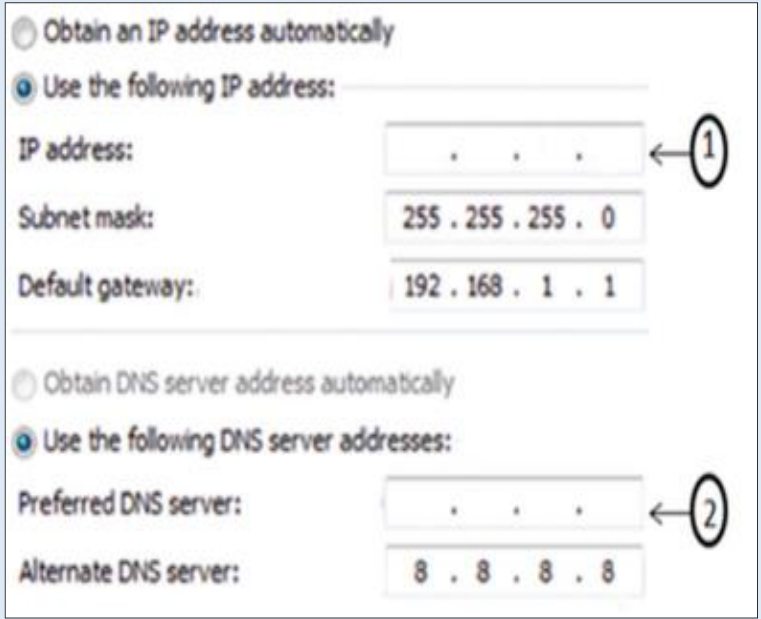 Obtain an IP address automatically
Use the following IP address:
IP address: . . . 1
Subnet mask: 255 . 255 . 255 . 0
Default gateway: 192 . 168 . 1 . 1
Obtain DNS server address automatically
Use the following DNS server addresses:
Preferred DNS server: . . . 2
Alternate DNS server: 8 . 8 . 8 . 8